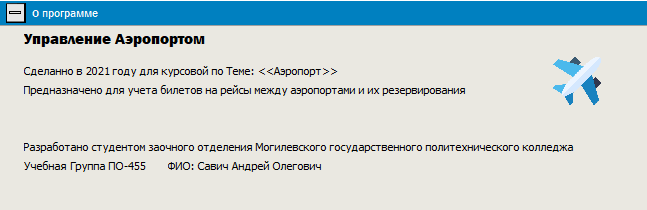 О программе
Управление Аэропортом
Сделанно в 2021 году для курсовой по Теме: <<Аэропорт>>
Предназначено для учета билетов на рейсы между аэропортами и их резервирования
Разработано студентом заочного отделения Могилевского государственного политехнического колледжа
Учебная Группа ПО-455 ФИО: Савич Андрей Олегович